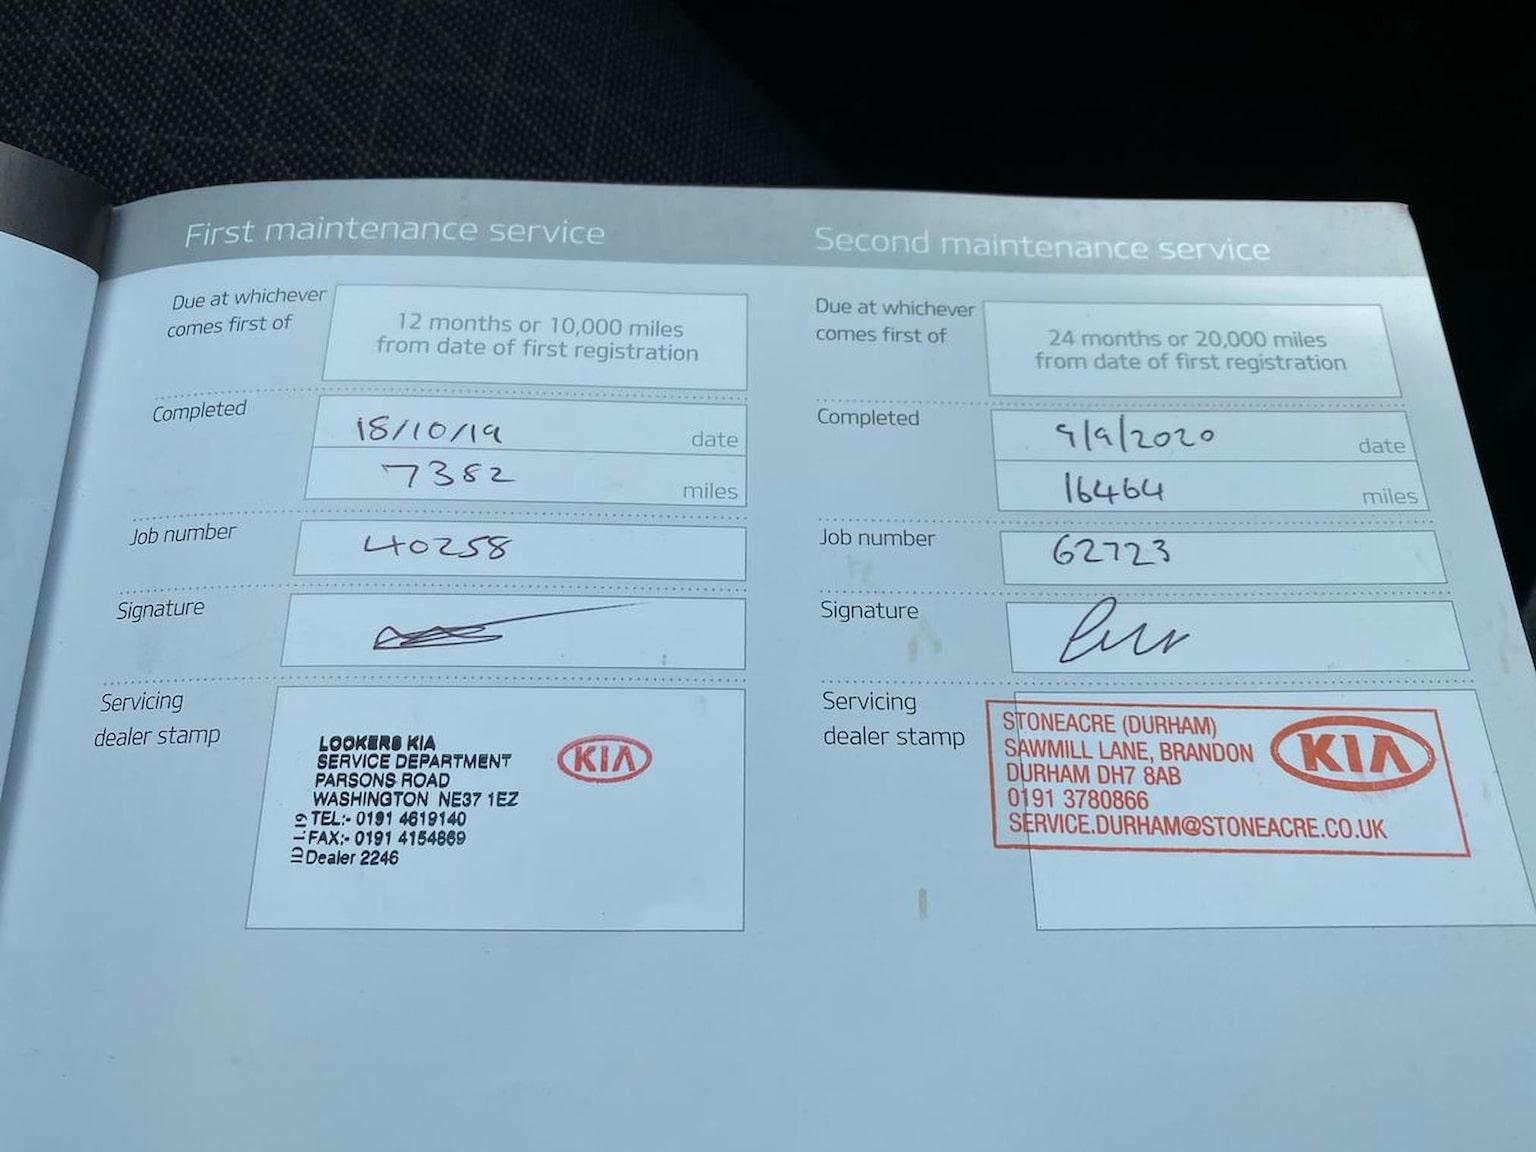 First maintenance service
Due at whichever
comes first of
12 months or 10,000 miles
from date of first registration
Completed
18/10/19
date
7382
miles
Job number
40258
Signature
Servicing
dealer stamp
LOOKERS KIA
SERVICE DEPARTMENT
PARSONS ROAD
WASHINGTON NE37 1EZ
TEL:- 0191 4619140
FAX:- 0191 4154869
Dealer 2246
ID 1.19
KIA
Second maintenance service
Due at whichever
comes first of
24 months or 20,000 miles
from date of first registration
Completed
9/9/2020
date
16464
miles
Job number
62723
Signature
Servicing
dealer stamp
STONEACRE (DURHAM)
SAWMILL LANE, BRANDON
DURHAM DH7 8AB
0191 3780866
SERVICE.DURHAM@STONEACRE.CO.UK
KIA